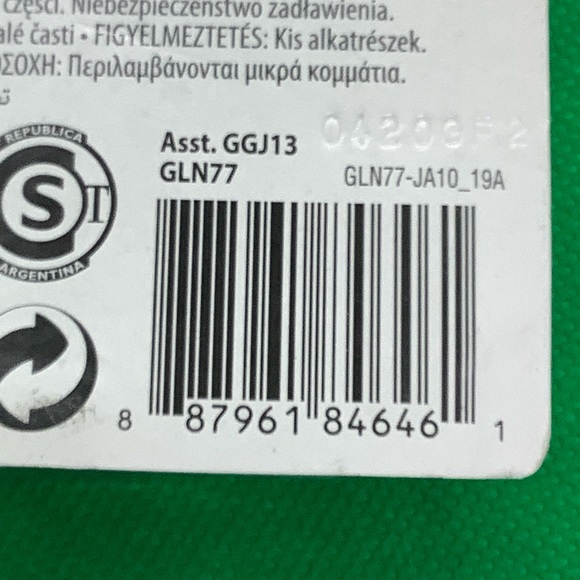 części. Niebezpieczeństwo zadławienia.
alé časti • FIGYELMEZTETÉS: Kis alkatrészek.
ΟΣΟΧΗ: Περιλαμβάνονται μικρά κομμάτια.
REPUBLICA
S T
ARGENTINA
Asst. GGJ13
GLN77
GLN77-JA10_19A
8 87961 84646 1